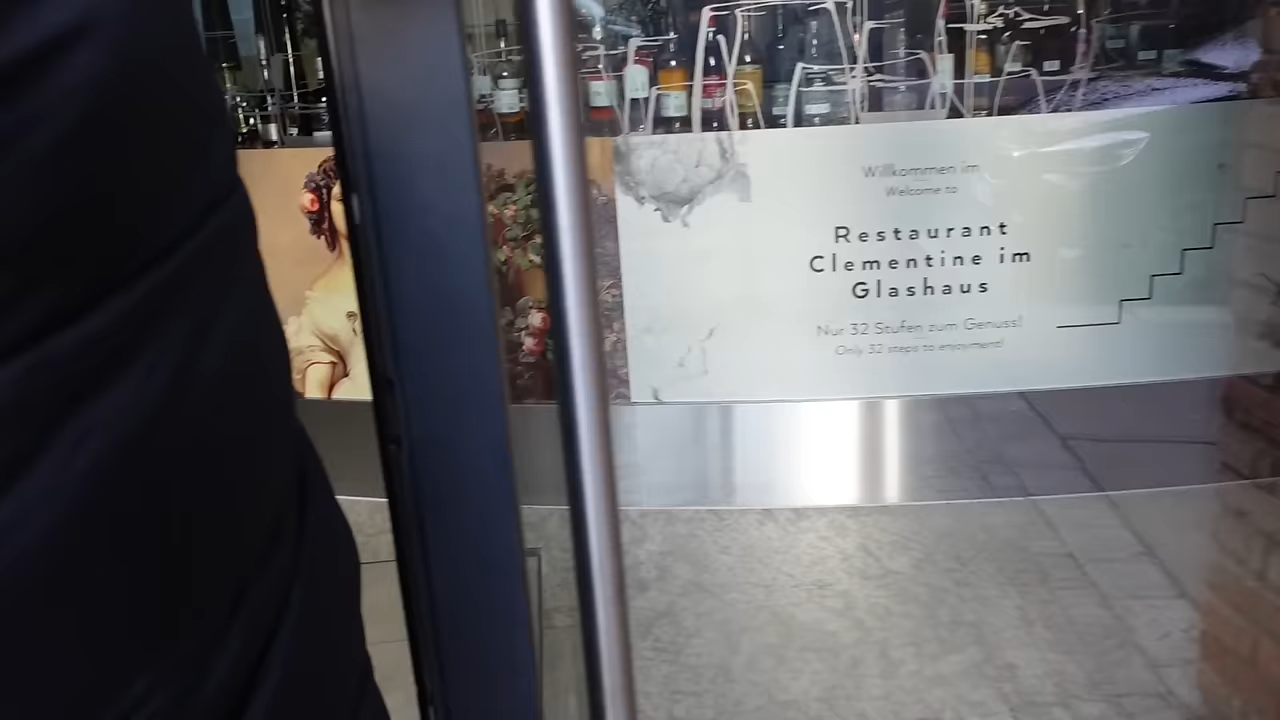 Willkommen im
Welcome to
Restaurant
Clementine im
Glashaus
Nur 32 Stufen zum Genuss!
Only 32 steps to enjoyment!